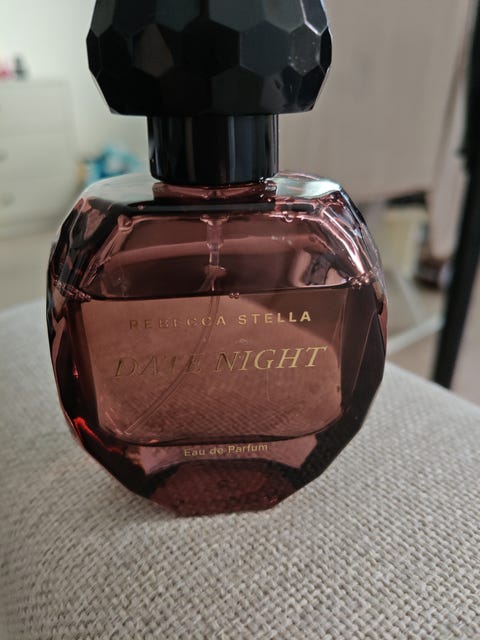 REBECCA STELLA
DATE NIGHT
Eau de Parfum